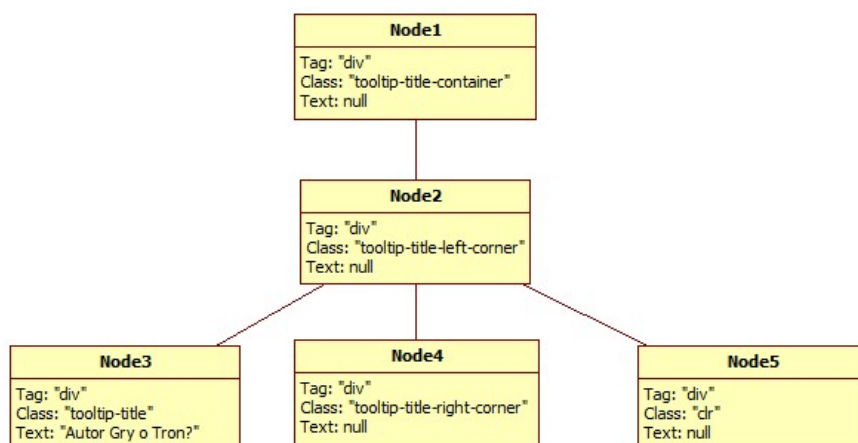 Node1
Tag: "div"
Class: "tooltip-title-container"
Text: null
Node2
Tag: "div"
Class: "tooltip-title-left-corner"
Text: null
Node3
Tag: "div"
Class: "tooltip-title"
Text: "Autor Gry o Tron?"
Node4
Tag: "div"
Class: "tooltip-title-right-corner"
Text: null
Node5
Tag: "div"
Class: "clr"
Text: null